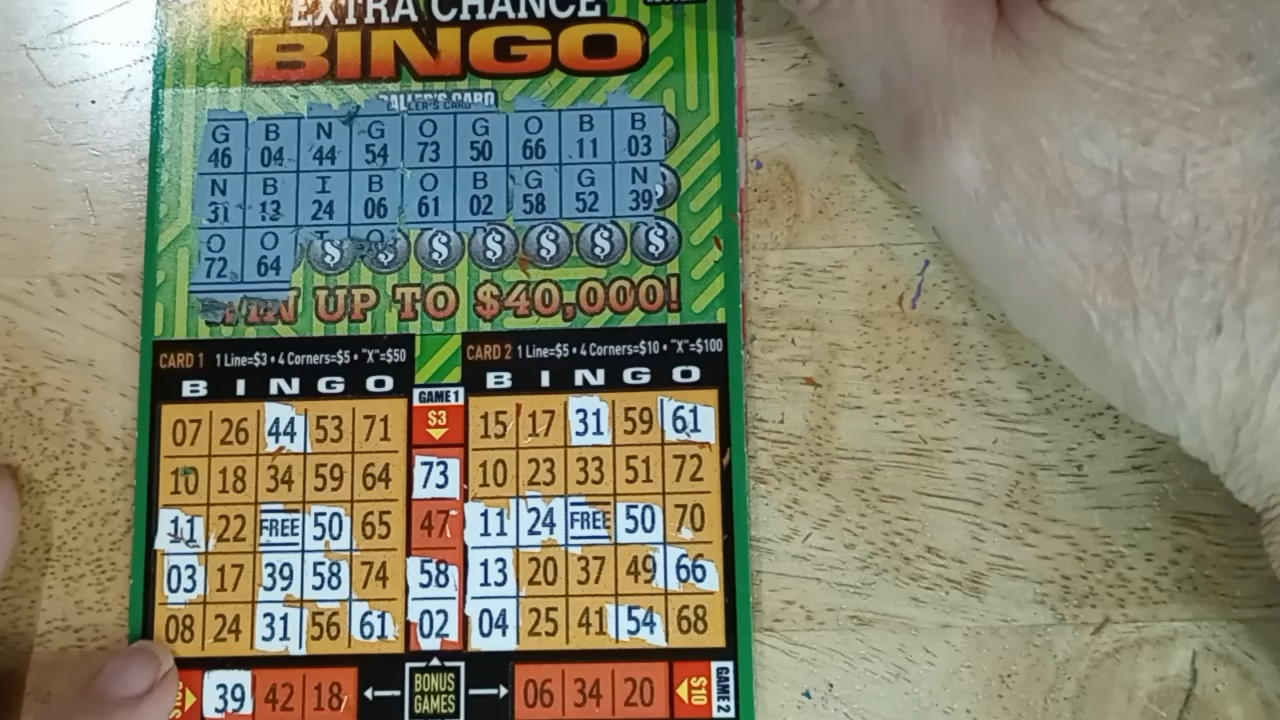 EXTRA CHANCE
BINGO
CALLER'S CARD
G B N G O G O B B
46 04 44 54 73 50 66 11 03
N B I B O B G G N
31 13 24 06 61 02 58 52 39
O O
72 64
$ $ $ $ $ $ $
WIN UP TO $40,000!
CARD 1 1 Line=$3 • 4 Corners=$5 • "X"=$50
B I N G O
07 26 44 53 71
10 18 34 59 64
11 22 FREE 50 65
03 17 39 58 74
08 24 31 56 61
GAME 1
$3
73
47
58
02
CARD 2 1 Line=$5 • 4 Corners=$10 • "X"=$100
B I N G O
15 17 31 59 61
10 23 33 51 72
11 24 FREE 50 70
13 20 37 49 66
04 25 41 54 68
39 42 18
BONUS
GAMES
06 34 20
$10
GAME 2